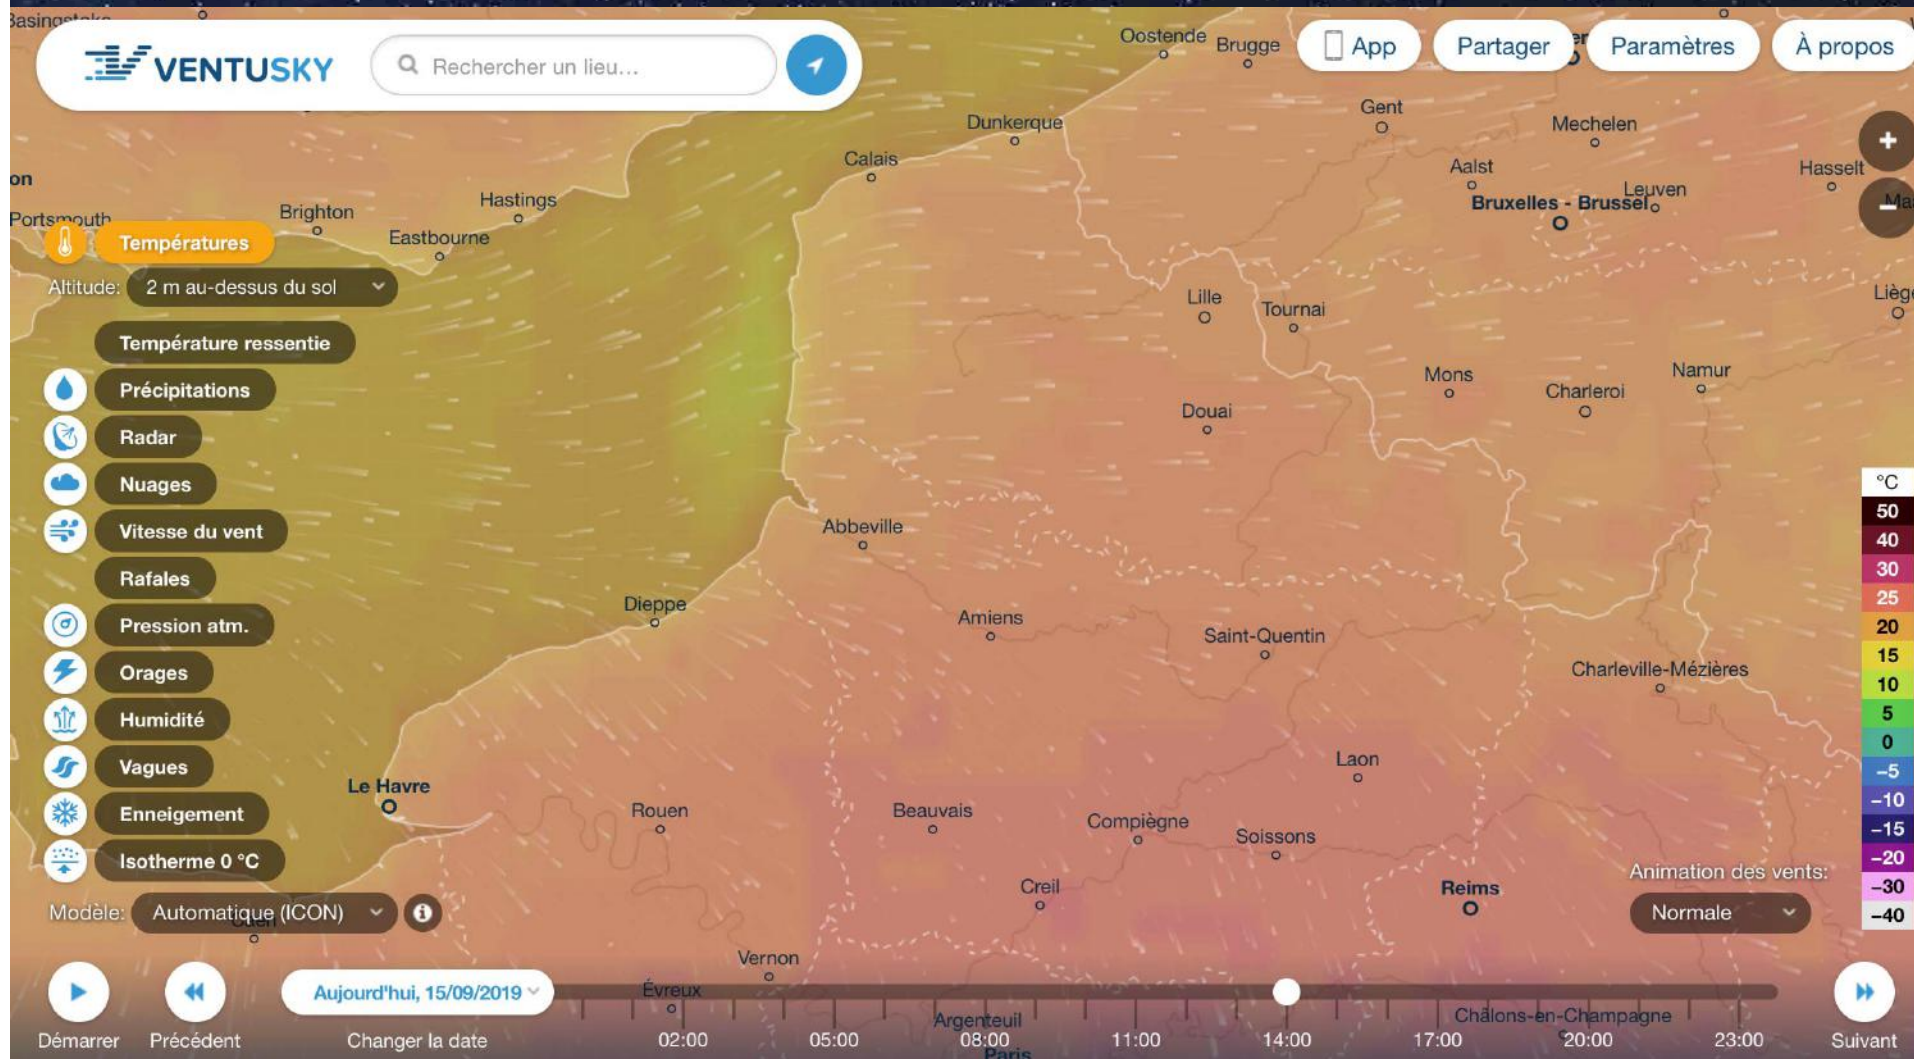 Basingstoke
VENTUSKY
Rechercher un lieu...
App
Partager
Paramètres
À propos
Oostende
Brugge
Dunkerque
Calais
Gent
Mechelen
Aalst
Leuven
Hasselt
Bruxelles - Brussel
on
Portsmouth
Brighton
Hastings
Eastbourne
Températures
Altitude:
2 m au-dessus du sol
Température ressentie
Précipitations
Radar
Nuages
Vitesse du vent
Rafales
Pression atm.
Orages
Humidité
Vagues
Enneigement
Isotherme 0 °C
Modèle:
Automatique (ICON)
Lille
Tournai
Liège
Mons
Charleroi
Namur
Douai
Abbeville
Dieppe
Amiens
Saint-Quentin
Charleville-Mézières
Le Havre
Rouen
Beauvais
Compiègne
Laon
Soissons
Creil
Reims
Vernon
Évreux
Argenteuil
Paris
Châlons-en-Champagne
+
−
°C
50
40
30
25
20
15
10
5
0
−5
−10
−15
−20
−30
−40
Animation des vents:
Normale
Démarrer
Précédent
Aujourd'hui, 15/09/2019
Changer la date
02:00
05:00
08:00
11:00
14:00
17:00
20:00
23:00
Suivant